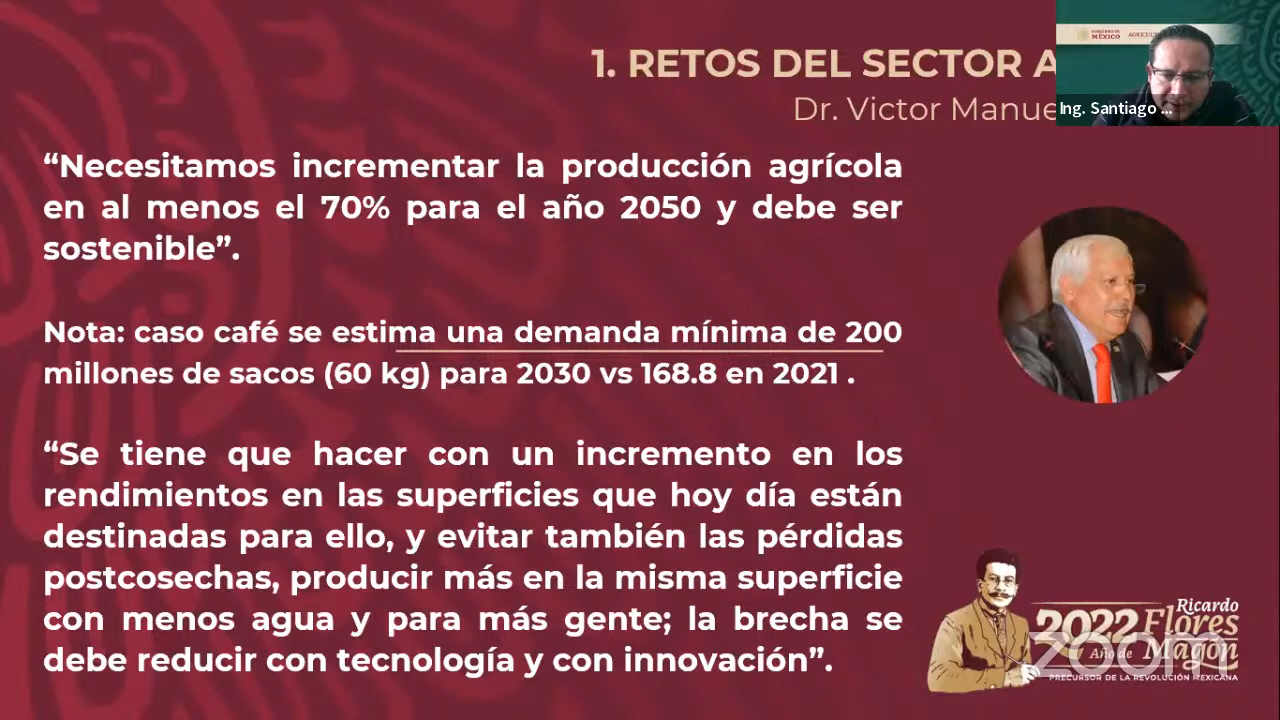 1. RETOS DEL SECTOR A
Dr. Victor Manue
GOBIERNO DE
MÉXICO
Ing. Santiago ...
“Necesitamos incrementar la producción agrícola
en al menos el 70% para el año 2050 y debe ser
sostenible”.
Nota: caso café se estima una demanda mínima de 200
millones de sacos (60 kg) para 2030 vs 168.8 en 2021 .
“Se tiene que hacer con un incremento en los
rendimientos en las superficies que hoy día están
destinadas para ello, y evitar también las pérdidas
postcosechas, producir más en la misma superficie
con menos agua y para más gente; la brecha se
debe reducir con tecnología y con innovación”.
2022 Ricardo
Flores
Año de Magón
PRECURSOR DE LA REVOLUCIÓN MEXICANA
zoom